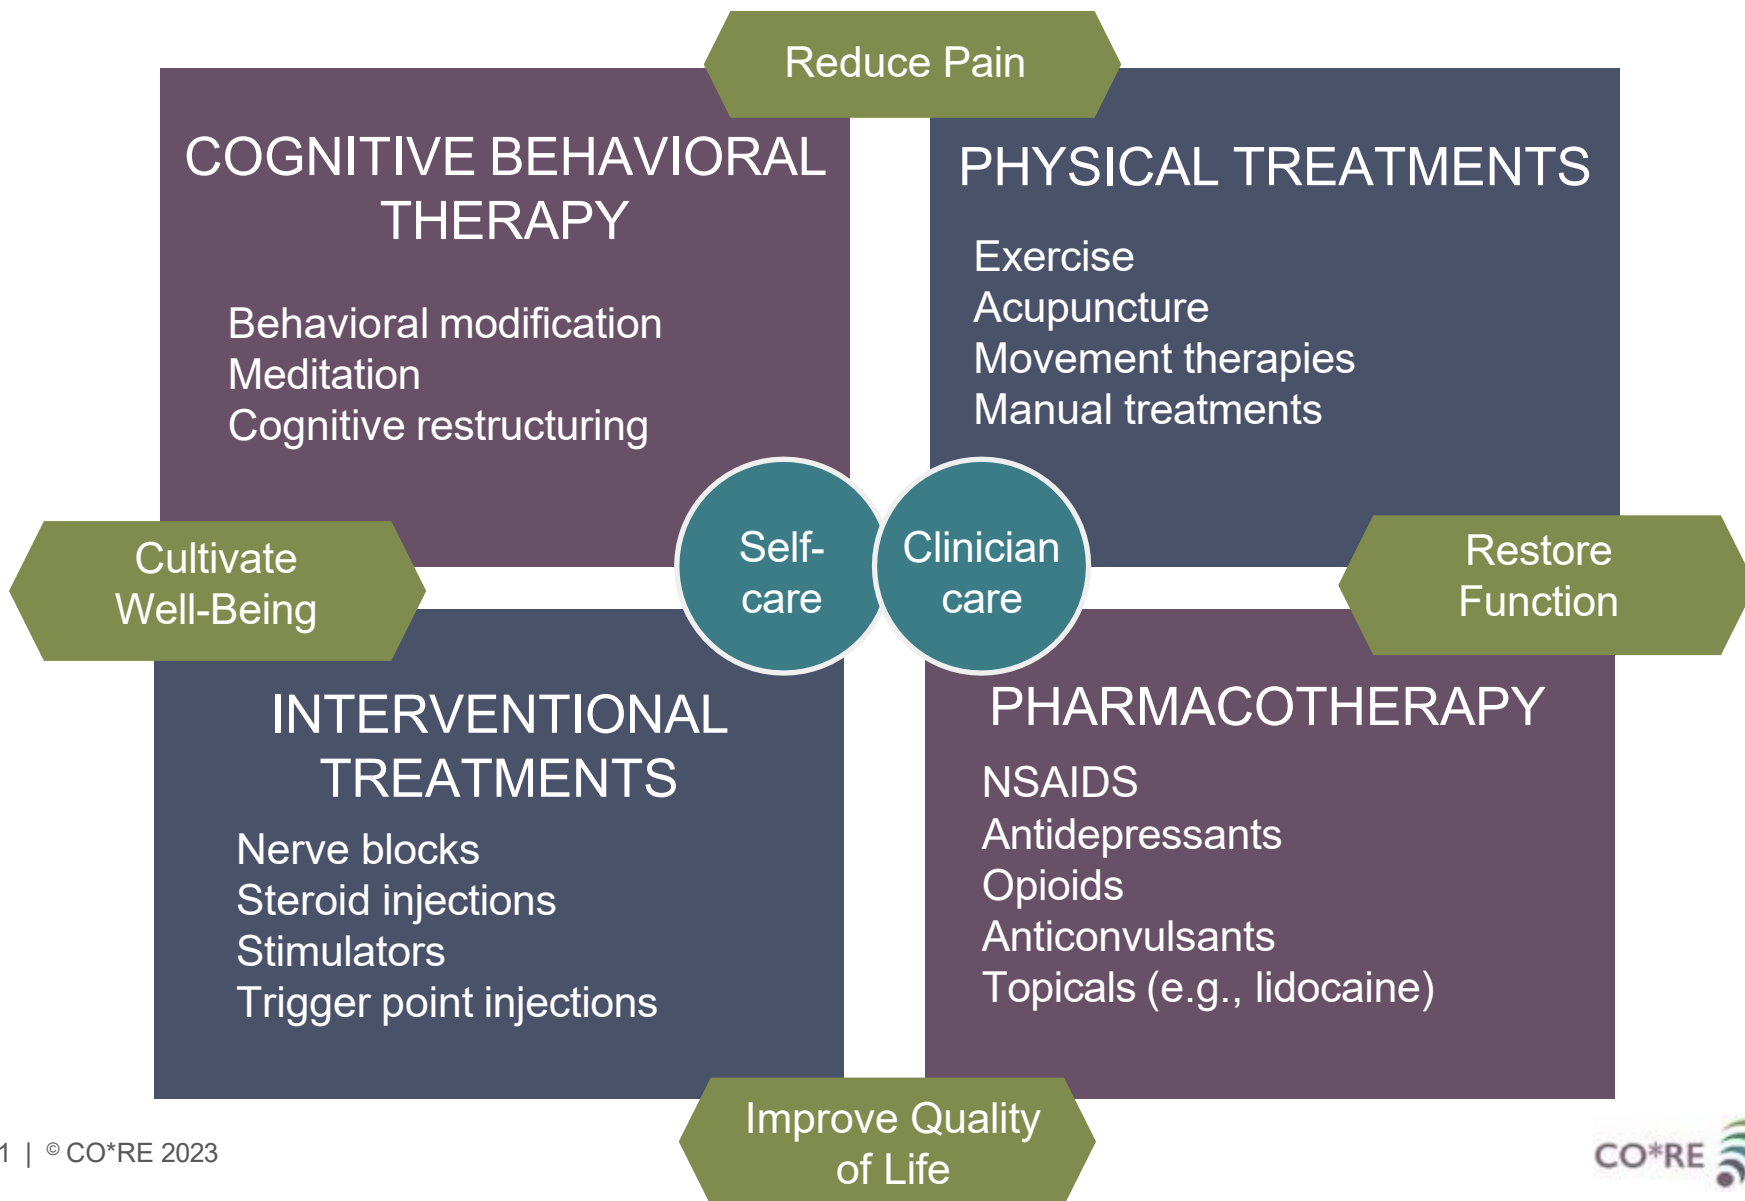 Reduce Pain
COGNITIVE BEHAVIORAL
THERAPY
Behavioral modification
Meditation
Cognitive restructuring
PHYSICAL TREATMENTS
Exercise
Acupuncture
Movement therapies
Manual treatments
Cultivate
Well-Being
Self-
care
Clinician
care
Restore
Function
INTERVENTIONAL
TREATMENTS
Nerve blocks
Steroid injections
Stimulators
Trigger point injections
PHARMACOTHERAPY
NSAIDS
Antidepressants
Opioids
Anticonvulsants
Topicals (e.g., lidocaine)
Improve Quality
of Life
1 | © CO*RE 2023
CO*RE